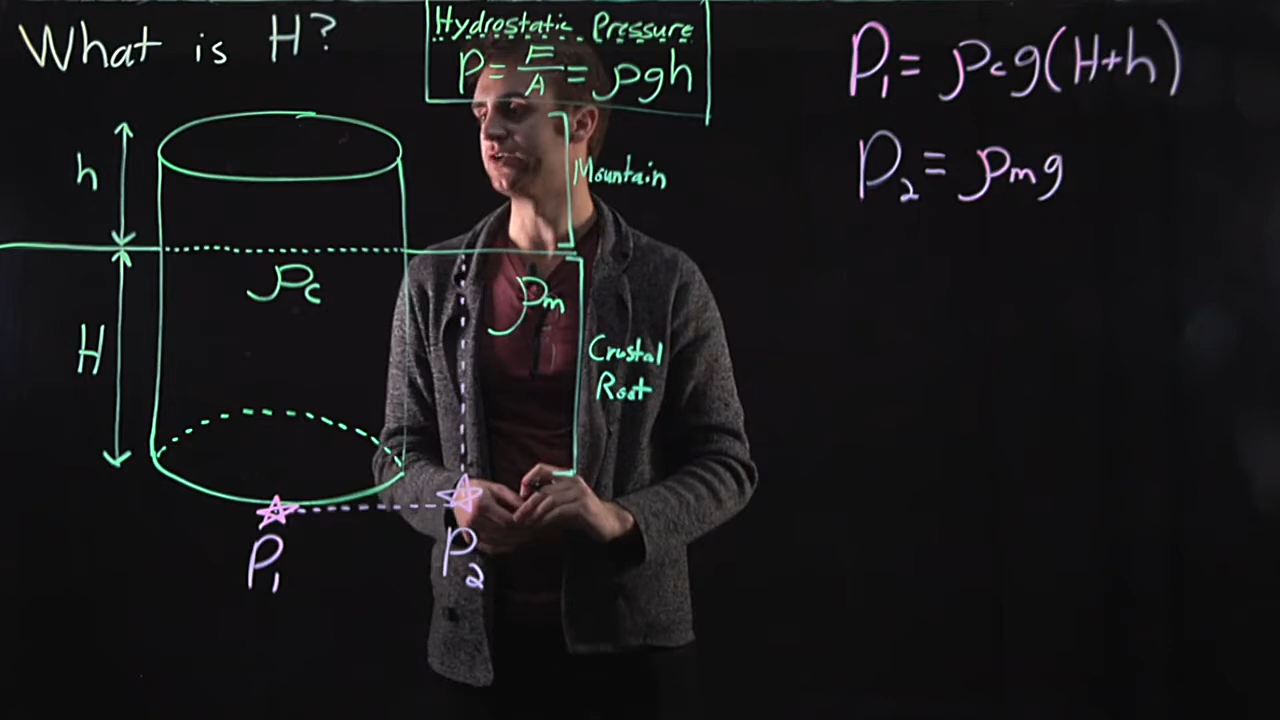 What is H?
Hydrostatic Pressure
P = F/A = ρgh
P₁ = ρcg(H+h)
P₂ = ρmg
h
Mountain
ρc
ρm
H
Crustal
Root
P₁
P₂